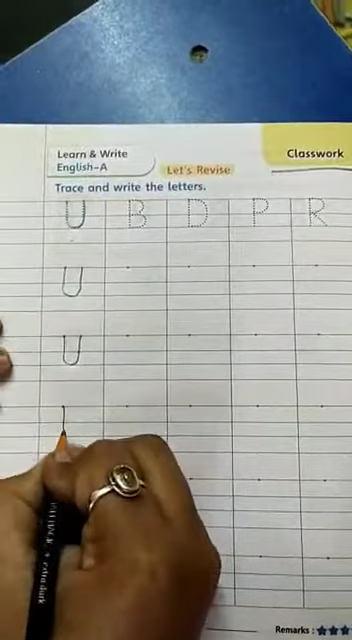 Learn & Write
English-A
Let's Revise
Classwork
Trace and write the letters.
U B D P R
U
U
Remarks :